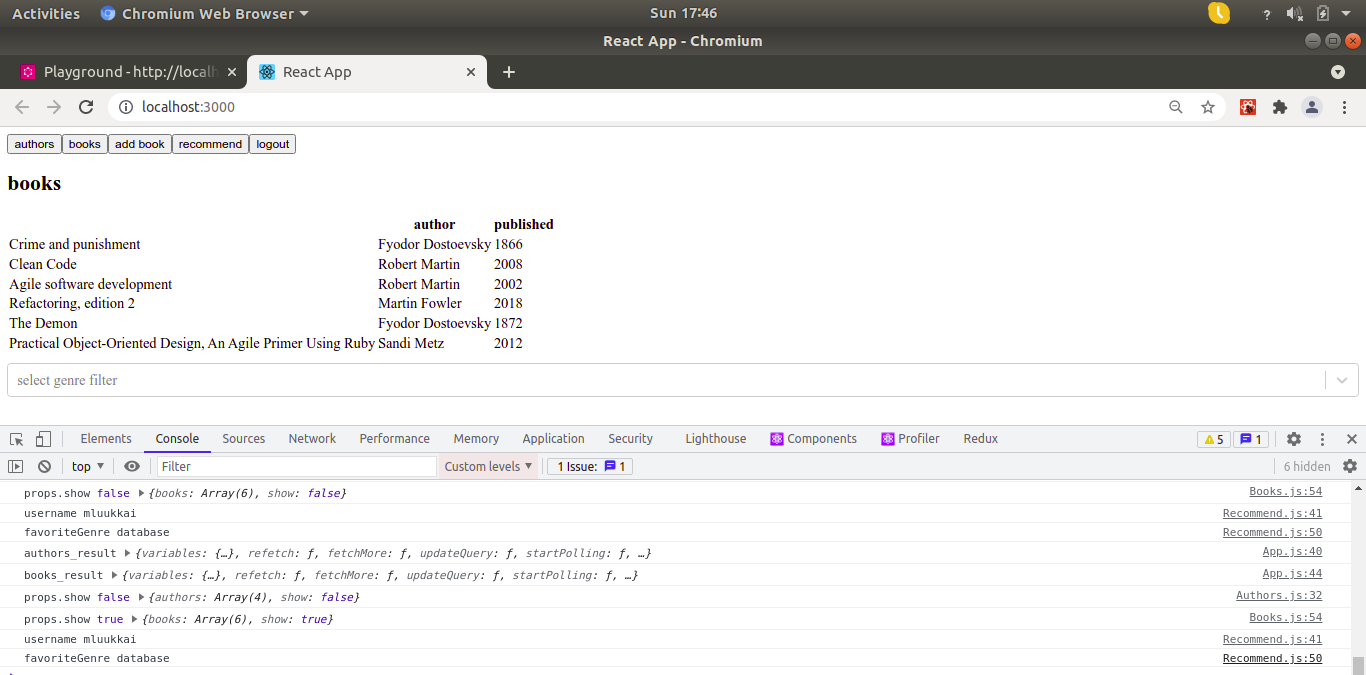 Activities Chromium Web Browser Sun 17:46 ?
React App - Chromium
Playground - http://localh React App
localhost:3000
authors books add book recommend logout
books
author published
Crime and punishment Fyodor Dostoevsky 1866
Clean Code Robert Martin 2008
Agile software development Robert Martin 2002
Refactoring, edition 2 Martin Fowler 2018
The Demon Fyodor Dostoevsky 1872
Practical Object-Oriented Design, An Agile Primer Using Ruby Sandi Metz 2012
select genre filter
Elements Console Sources Network Performance Memory Application Security Lighthouse Components Profiler Redux 5 1
top Filter Custom levels 1 Issue: 1 6 hidden
props.show false {books: Array(6), show: false} Books.js:54
username mluukkai Recommend.js:41
favoriteGenre database Recommend.js:50
authors_result {variables: {…}, refetch: ƒ, fetchMore: ƒ, updateQuery: ƒ, startPolling: ƒ, …} App.js:40
books_result {variables: {…}, refetch: ƒ, fetchMore: ƒ, updateQuery: ƒ, startPolling: ƒ, …} App.js:44
props.show false {authors: Array(4), show: false} Authors.js:32
props.show true {books: Array(6), show: true} Books.js:54
username mluukkai Recommend.js:41
favoriteGenre database Recommend.js:50